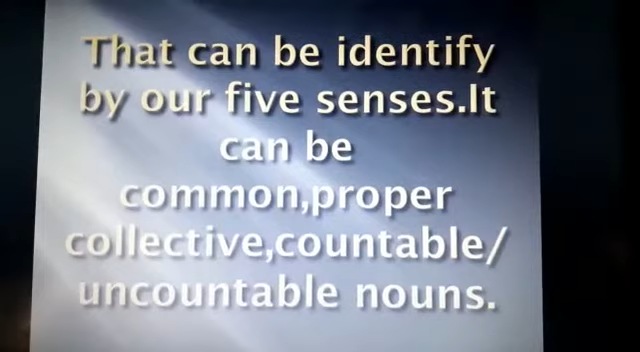 That can be identify
by our five senses.It
can be
common,proper
collective,countable/
uncountable nouns.